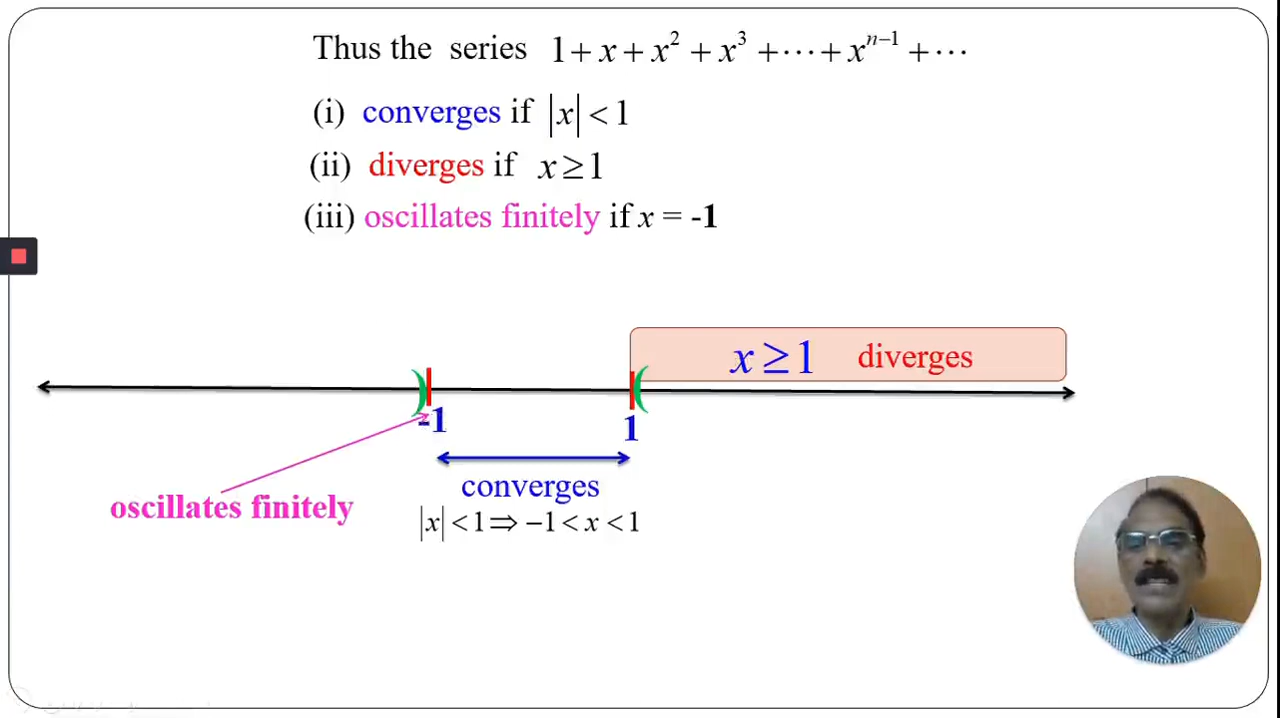 Thus the series 1 + x + x² + x³ + ⋯ + xⁿ⁻¹ + ⋯
(i) converges if |x| < 1
(ii) diverges if x ≥ 1
(iii) oscillates finitely if x = -1
x ≥ 1 diverges
-1
1
converges
oscillates finitely
|x| < 1 ⇒ −1 < x < 1